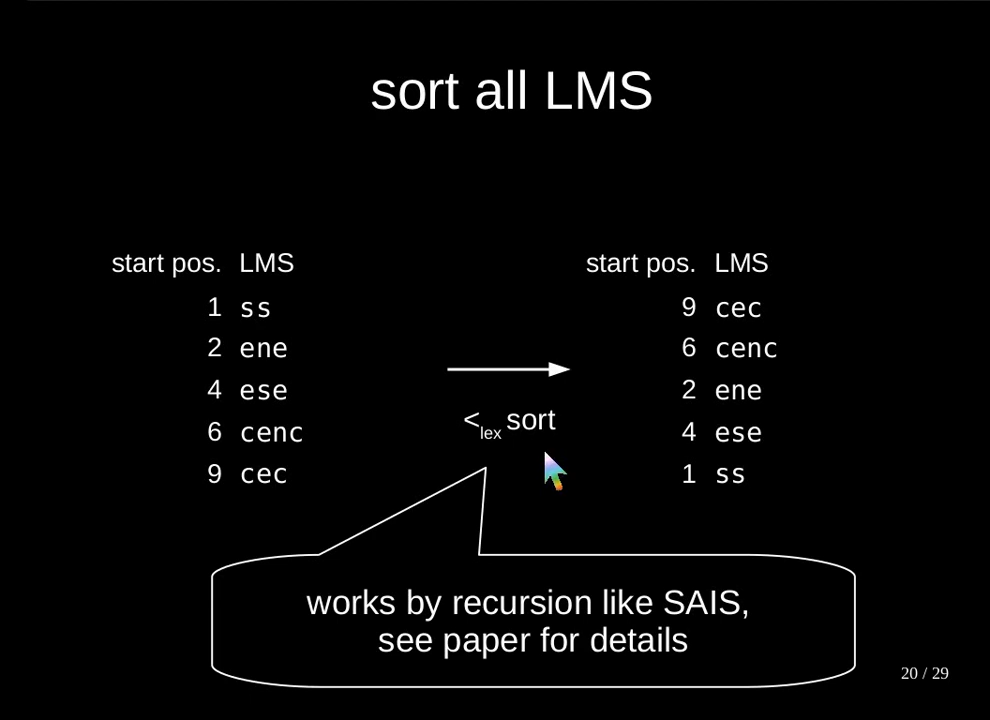 sort all LMS
start pos. LMS
1 ss
2 ene
4 ese
6 cenc
9 cec
<lex sort
start pos. LMS
9 cec
6 cenc
2 ene
4 ese
1 ss
works by recursion like SAIS,
see paper for details
20 / 29